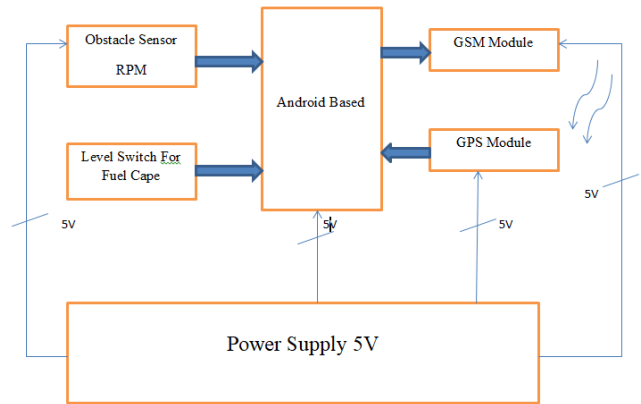 Obstacle Sensor
RPM
GSM Module
Android Based
Level Switch For
Fuel Cape
GPS Module
5V
5V
5V
5V
Power Supply 5V